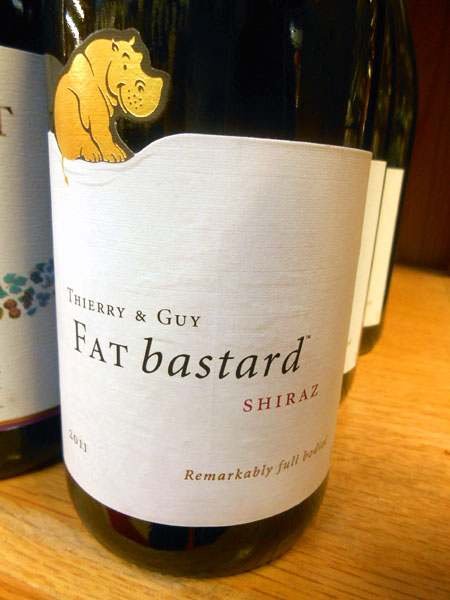 THIERRY & GUY
FAT bastard™
SHIRAZ
2011
Remarkably full bodied
T